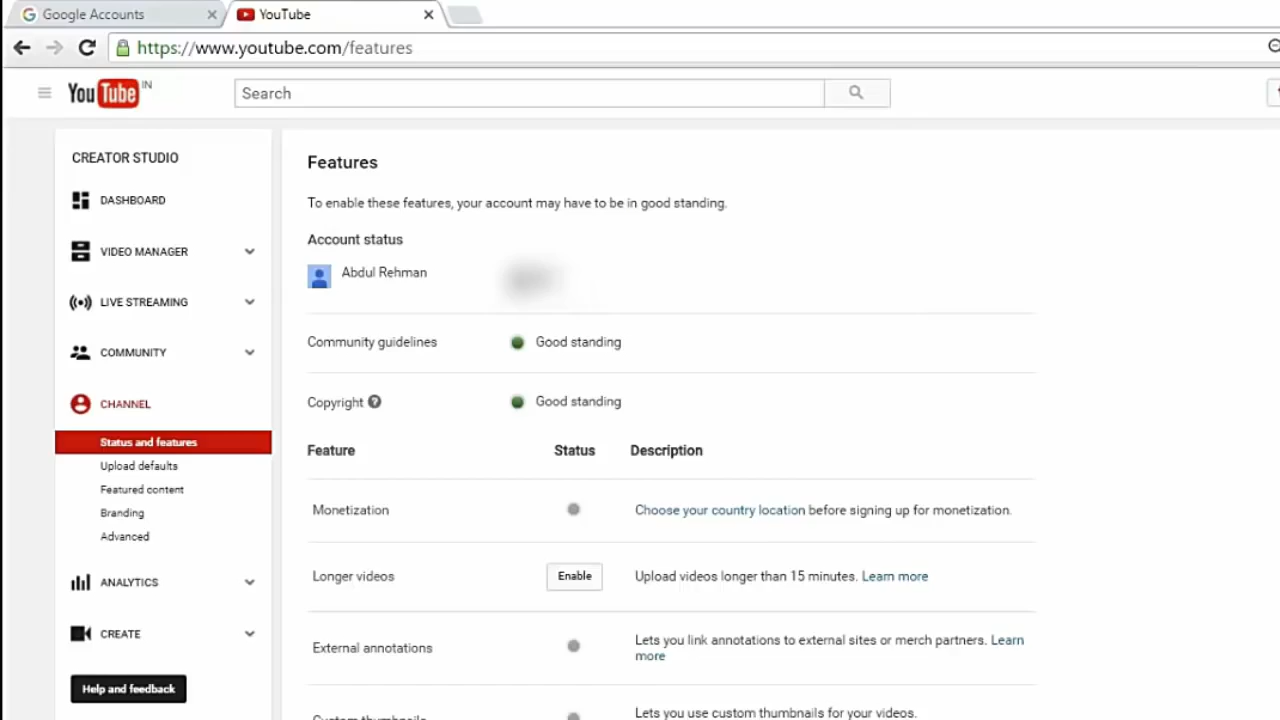 Google Accounts
YouTube
https://www.youtube.com/features
YouTube IN
Search
CREATOR STUDIO
DASHBOARD
VIDEO MANAGER
LIVE STREAMING
COMMUNITY
CHANNEL
Status and features
Upload defaults
Featured content
Branding
Advanced
ANALYTICS
CREATE
Help and feedback
Features
To enable these features, your account may have to be in good standing.
Account status
Abdul Rehman
Community guidelines Good standing
Copyright ? Good standing
Feature Status Description
Monetization Choose your country location before signing up for monetization.
Longer videos Enable Upload videos longer than 15 minutes. Learn more
External annotations Lets you link annotations to external sites or merch partners. Learn
more
Custom thumbnails Lets you use custom thumbnails for your videos.